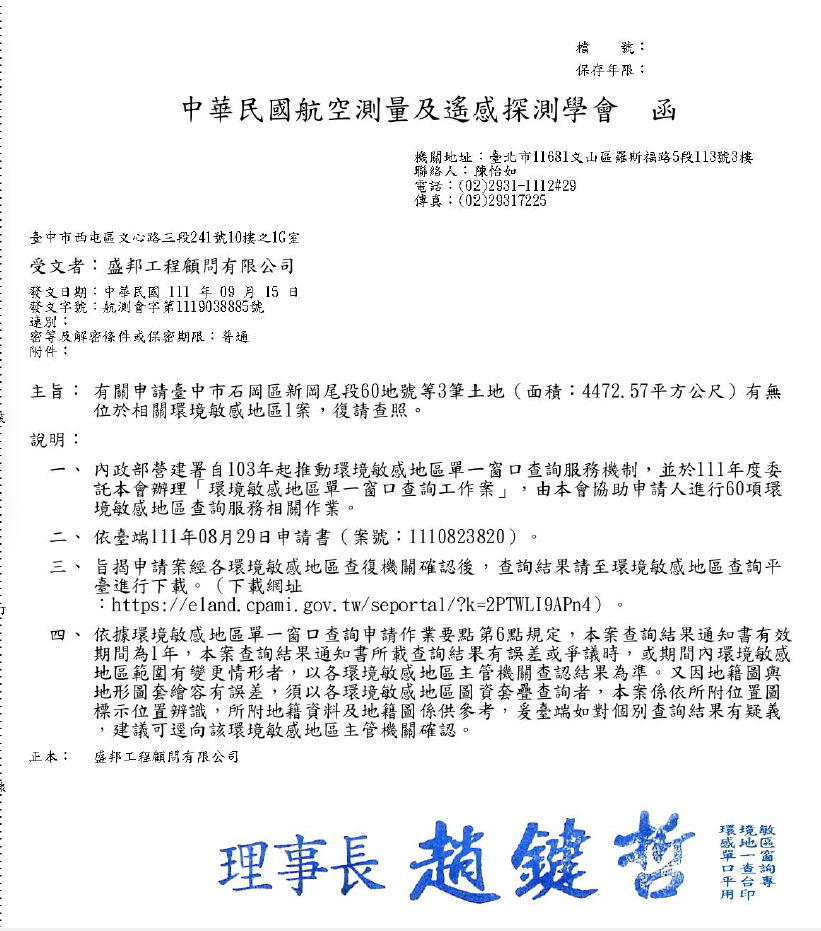 檔　　號：
保存年限：
中華民國航空測量及遙感探測學會　函
機關地址：臺北市11681文山區羅斯福路5段113號3樓
聯絡人：陳怡如
電話：(02)2931-1112#29
傳真：(02)29317225
臺中市西屯區文心路三段241號10樓之1G室
受文者：盛邦工程顧問有限公司
發文日期：中華民國 111 年 09 月 15 日
發文字號：航測會字第1119038885號
速別：
密等及解密條件或保密期限：普通
附件：
主旨：有關申請臺中市石岡區新岡尾段60地號等3筆土地（面積：4472.57平方公尺）有無
位於相關環境敏感地區1案，復請查照。
說明：
一、內政部營建署自103年起推動環境敏感地區單一窗口查詢服務機制，並於111年度委
託本會辦理「環境敏感地區單一窗口查詢工作案」，由本會協助申請人進行60項環
境敏感地區查詢服務相關作業。
二、依臺端111年08月29日申請書（案號：1110823820）。
三、旨揭申請案經各環境敏感地區查復機關確認後，查詢結果請至環境敏感地區查詢平
臺進行下載。（下載網址
：https://eland.cpami.gov.tw/seportal/?k=2PTWLI9APn4）。
四、依據環境敏感地區單一窗口查詢申請作業要點第6點規定，本案查詢結果通知書有效
期間為1年，本案查詢結果通知書所載查詢結果有誤差或爭議時，或期間內環境敏感
地區範圍有變更情形者，以各環境敏感地區主管機關查認結果為準。又因地籍圖與
地形圖套繪容有誤差，須以各環境敏感地區圖資套疊查詢者，本案係依所附位置圖
標示位置辨識，所附地籍資料及地籍圖係供參考，爰臺端如對個別查詢結果有疑義
，建議可逕向該環境敏感地區主管機關確認。
正本：　盛邦工程顧問有限公司
理事長 趙鍵哲
環境敏
感地區
單一窗
口查詢
平台專
用印